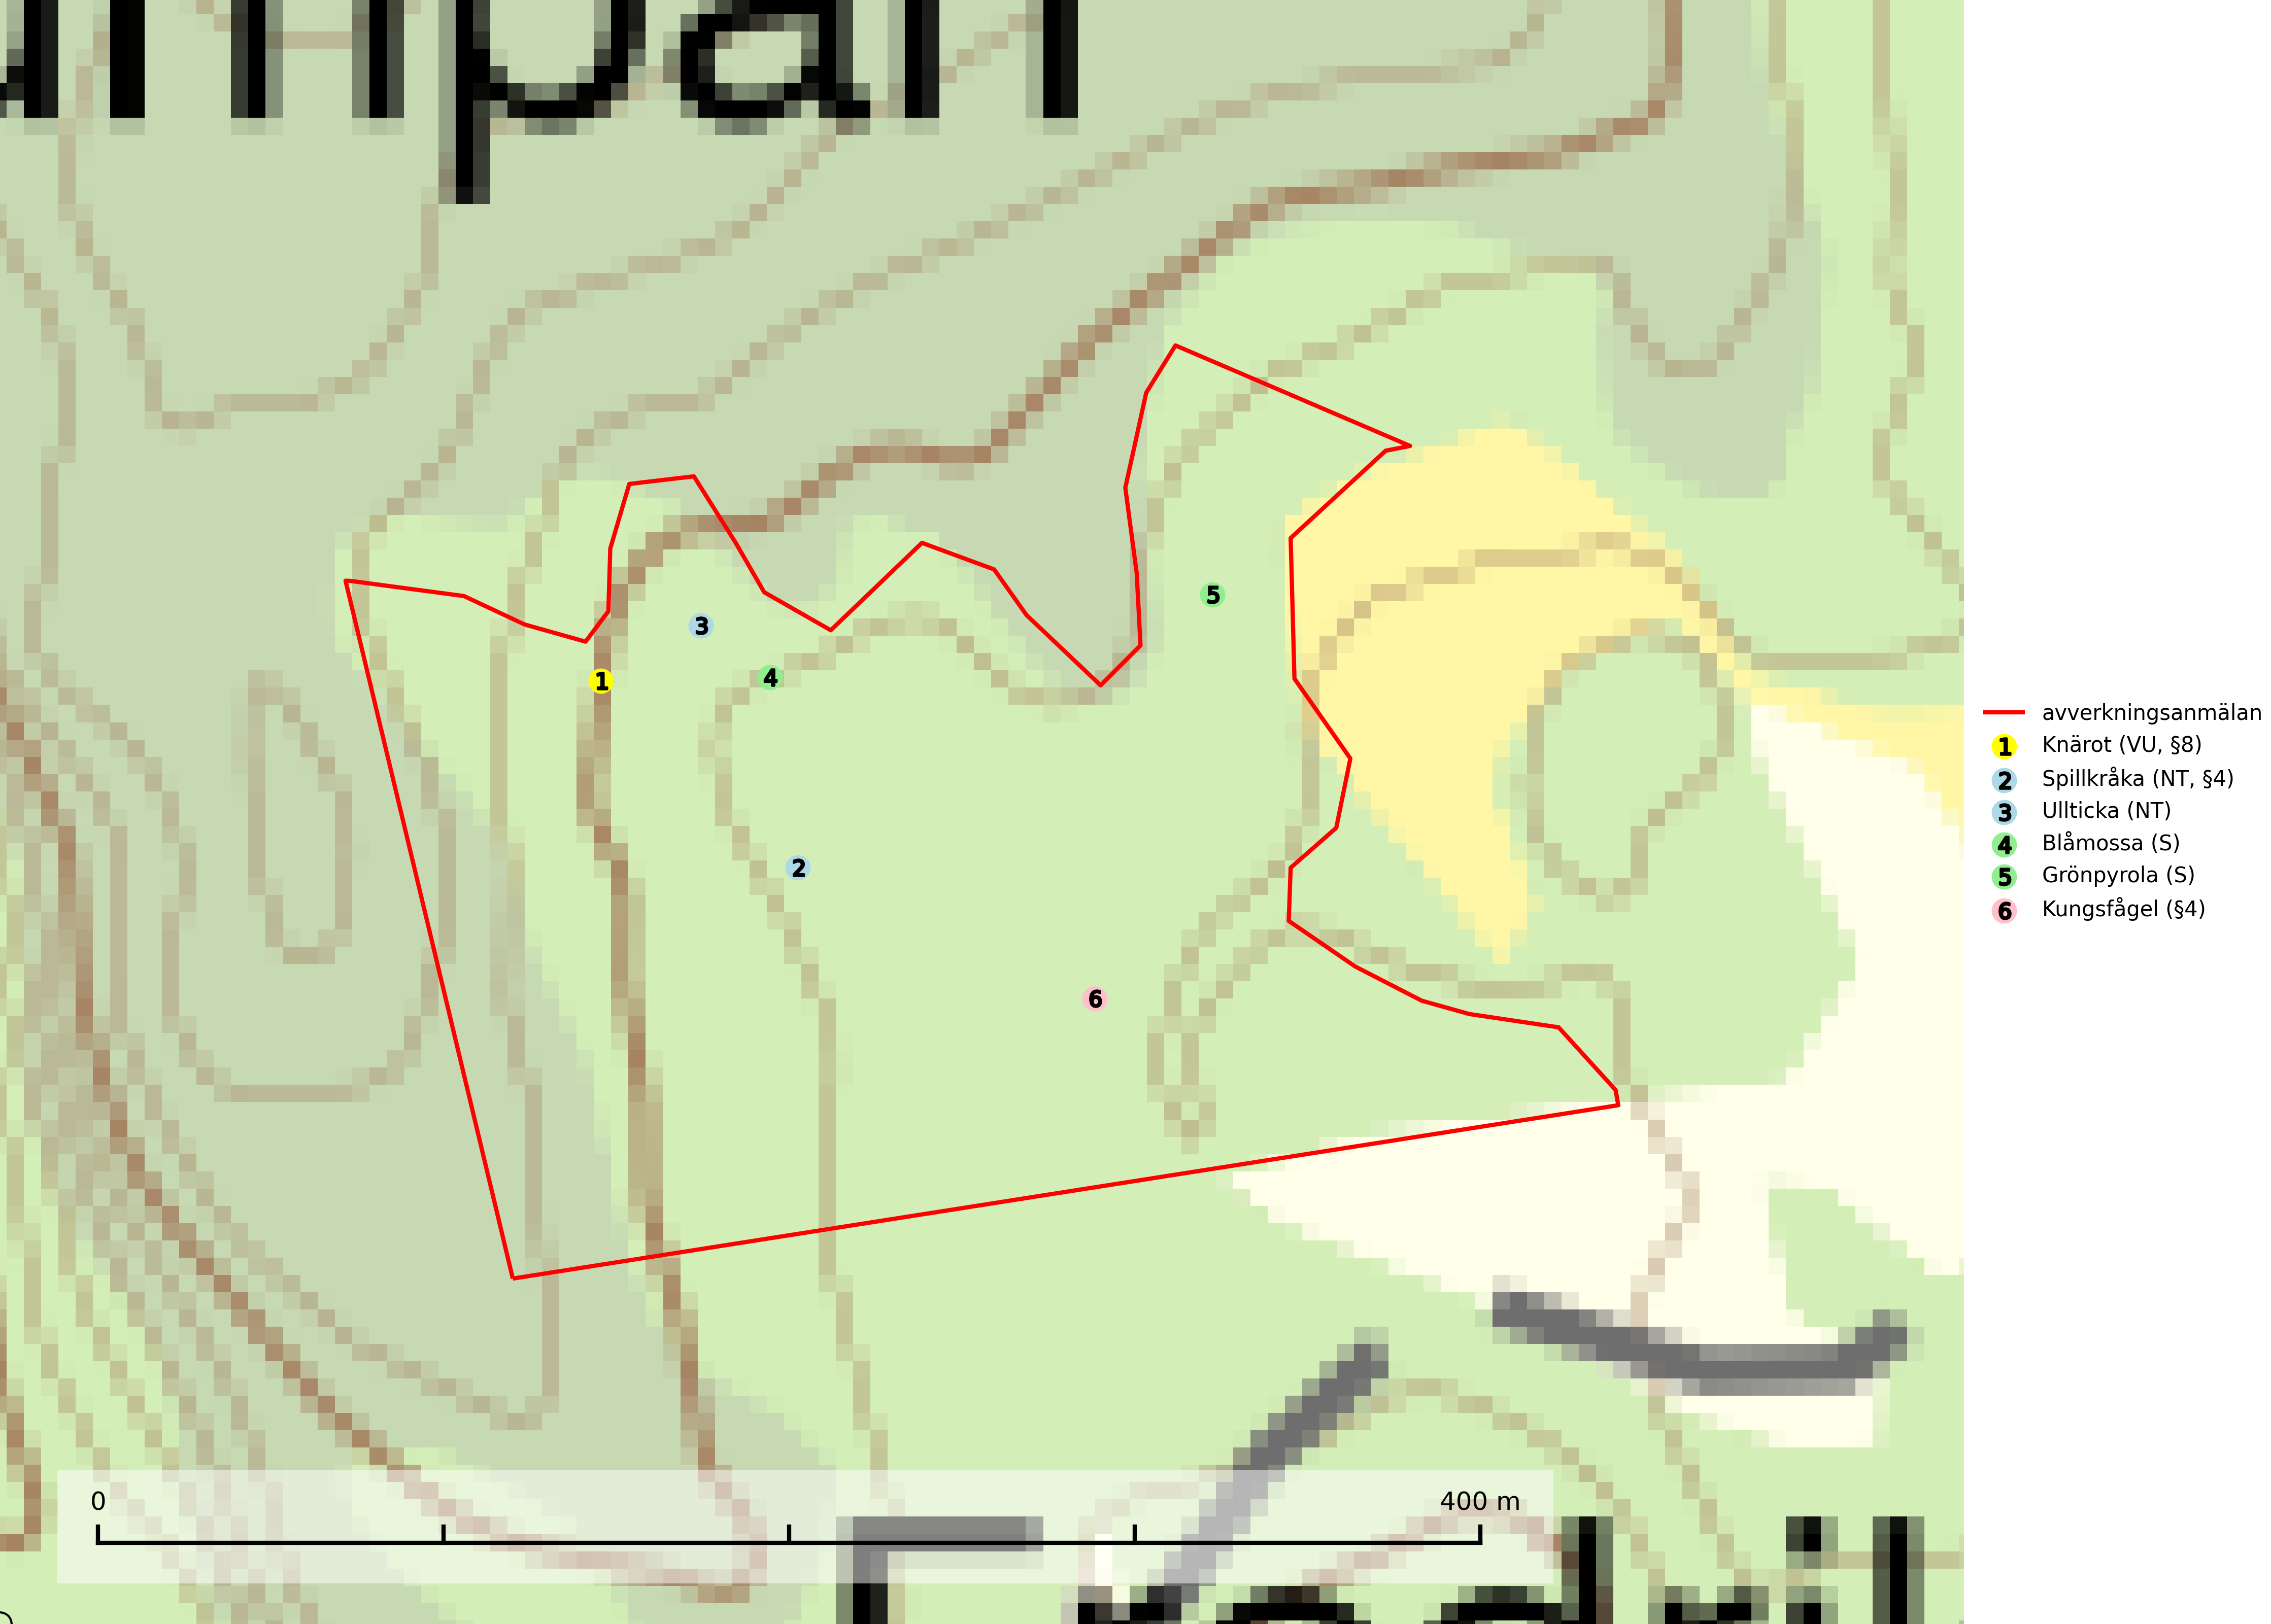 1
2
3
4
5
6
avverkningsanmälan
1 Knärot (VU, §8)
2 Spillkråka (NT, §4)
3 Ullticka (NT)
4 Blåmossa (S)
5 Grönpyrola (S)
6 Kungsfågel (§4)
0 400 m